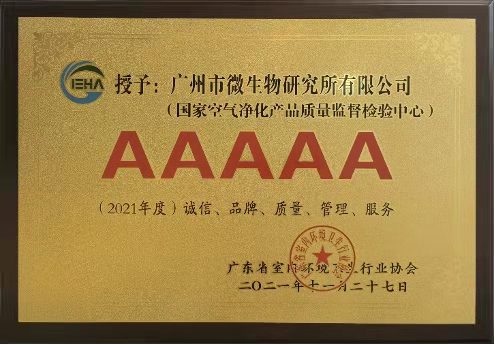 IEHA
授予：广州市微生物研究所有限公司
（国家空气净化产品质量监督检验中心）
AAAAA
（2021年度）诚信、品牌、质量、管理、服务
广东省室内环境卫生行业协会
二〇二一年十一月二十七日